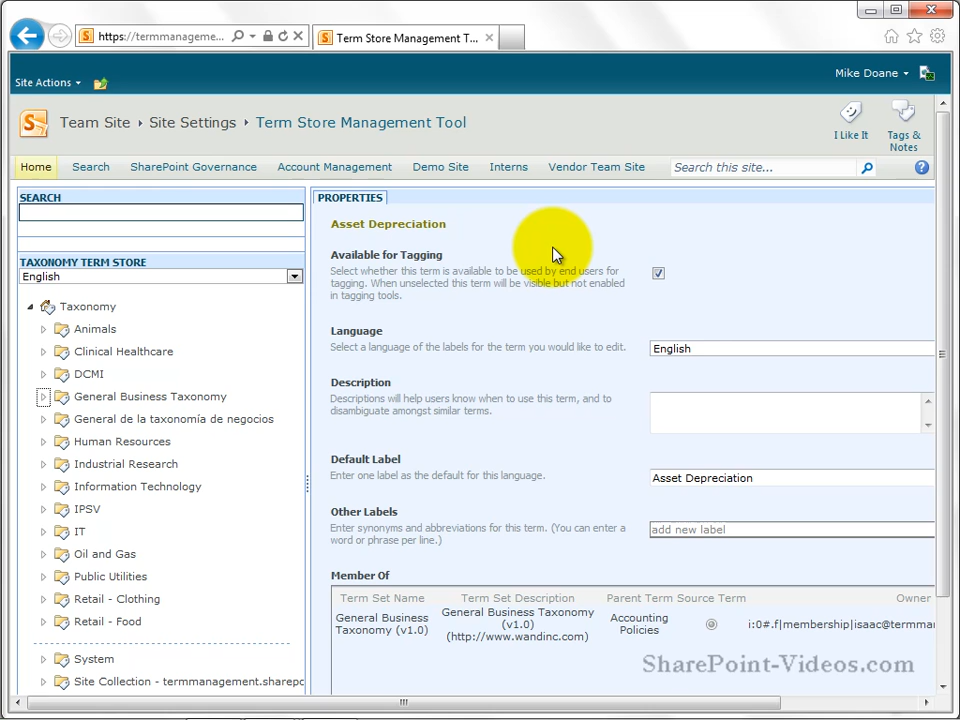 https://termmanageme...
Term Store Management T...
Site Actions
Mike Doane
Team Site › Site Settings › Term Store Management Tool
I Like It
Tags & Notes
Home
Search
SharePoint Governance
Account Management
Demo Site
Interns
Vendor Team Site
Search this site...
SEARCH
TAXONOMY TERM STORE
English
Taxonomy
Animals
Clinical Healthcare
DCMI
General Business Taxonomy
General de la taxonomía de negocios
Human Resources
Industrial Research
Information Technology
IPSV
IT
Oil and Gas
Public Utilities
Retail - Clothing
Retail - Food
System
Site Collection - termmanagement.sharepc
PROPERTIES
Asset Depreciation
Available for Tagging
Select whether this term is available to be used by end users for
tagging. When unselected this term will be visible but not enabled
in tagging tools.
Language
Select a language of the labels for the term you would like to edit.
English
Description
Descriptions will help users know when to use this term, and to
disambiguate amongst similar terms.
Default Label
Enter one label as the default for this language.
Asset Depreciation
Other Labels
Enter synonyms and abbreviations for this term. (You can enter a
word or phrase per line.)
add new label
Member Of
Term Set Name Term Set Description Parent Term Source Term Owner
General Business
Taxonomy (v1.0)
General Business Taxonomy
(v1.0)
(http://www.wandinc.com)
Accounting
Policies
i:0#.f|membership|isaac@termmar
SharePoint-Videos.com